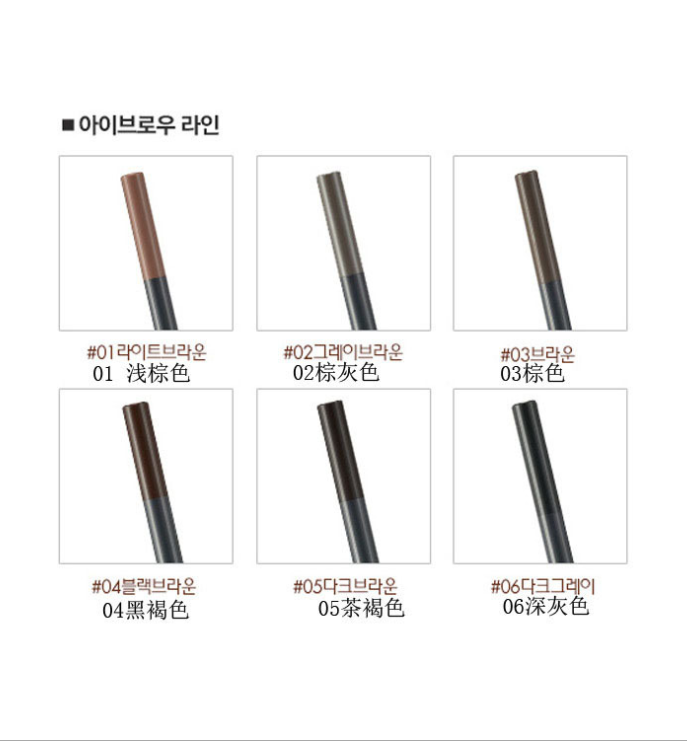 ■ 아이브로우 라인
#01라이트브라운
01 浅棕色
#02그레이브라운
02棕灰色
#03브라운
03棕色
#04블랙브라운
04黑褐色
#05다크브라운
05茶褐色
#06다크그레이
06深灰色